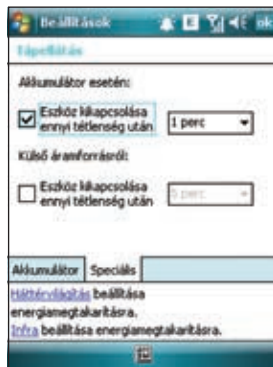 Beállítások
ok
Tápellátás
Akkumulátor esetén:
Eszköz kikapcsolása
ennyi tétlenség után
1 perc
Külső áramforrásról:
Eszköz kikapcsolása
ennyi tétlenség után
5 perc
Akkumulátor Speciális
Háttérvilágítás beállítása
energiamegtakarításra.
Infra beállítása energiamegtakarításra.